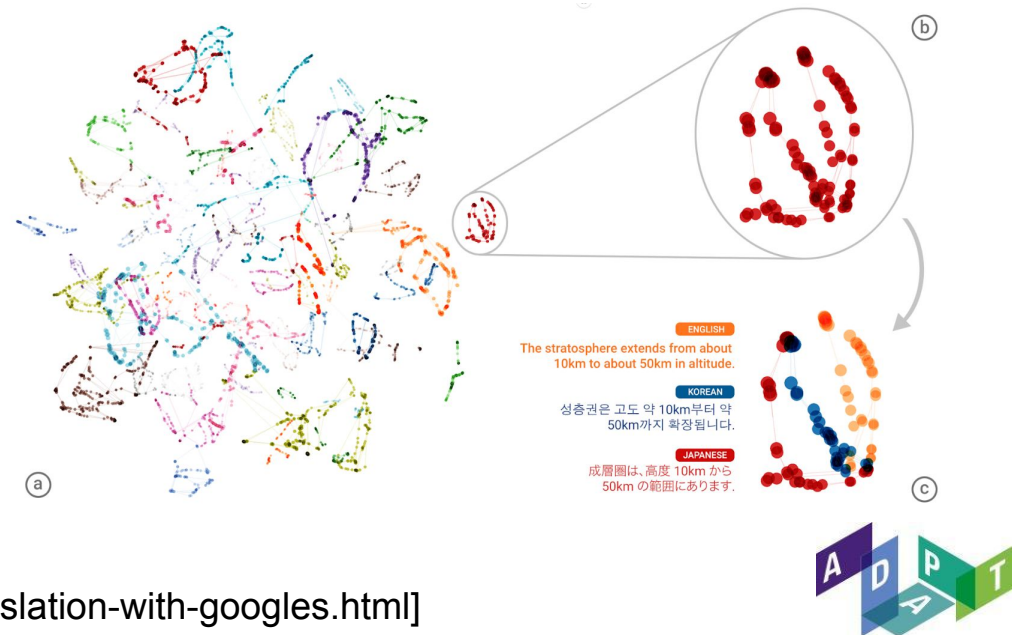 b
ENGLISH
The stratosphere extends from about
10km to about 50km in altitude.
KOREAN
성층권은 고도 약 10km부터 약
50km까지 확장됩니다.
JAPANESE
成層圏は、高度 10km から
50km の範囲にあります。
a
c
ADAPT
slation-with-googles.html]